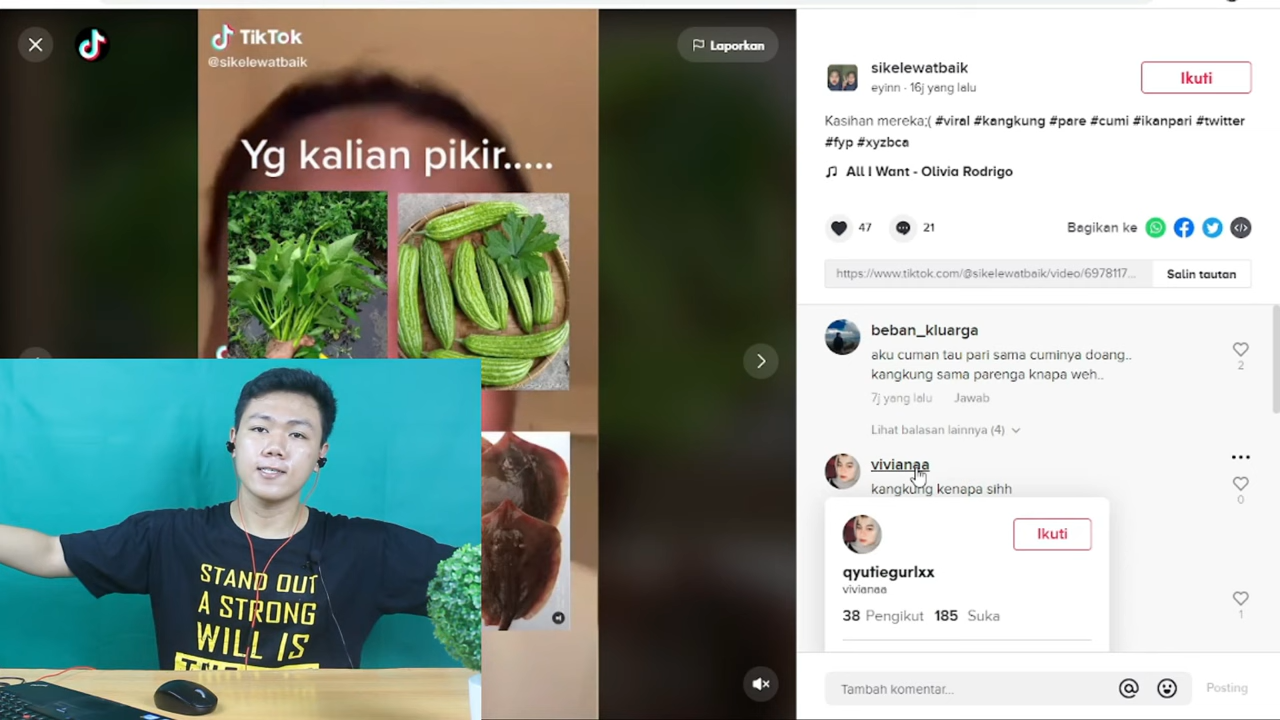 TikTok
@sikelewatbaik
Laporkan
Yg kalian pikir.....
STAND OUT
A STRONG
WILL IS
sikelewatbaik
eyinn · 16j yang lalu
Ikuti
Kasihan mereka;( #viral #kangkung #pare #cumi #ikanpari #twitter
#fyp #xyzbca
All I Want - Olivia Rodrigo
47
21
Bagikan ke
https://www.tiktok.com/@sikelewatbaik/video/6978117...
Salin tautan
beban_kluarga
aku cuman tau pari sama cuminya doang..
kangkung sama parenga knapa weh..
2
7j yang lalu Jawab
Lihat balasan lainnya (4)
vivianaa
kangkung kenapa sihh
0
Ikuti
qyutiegurlxx
vivianaa
38 Pengikut 185 Suka
1
Tambah komentar...
Posting